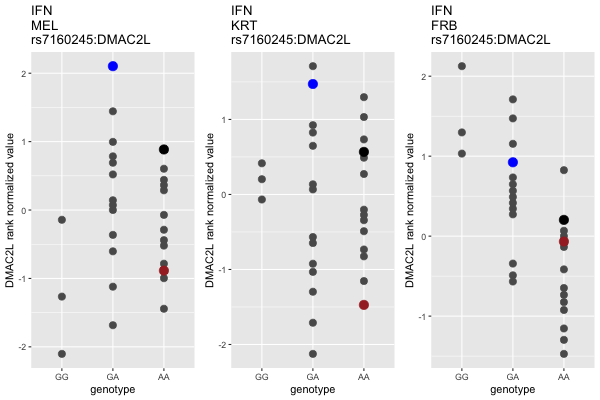 IFN
MEL
rs7160245:DMAC2L
DMAC2L rank normalized value
2
1
0
-1
-2
GG
GA
AA
genotype
IFN
KRT
rs7160245:DMAC2L
DMAC2L rank normalized value
1
0
-1
-2
GG
GA
AA
genotype
IFN
FRB
rs7160245:DMAC2L
DMAC2L rank normalized value
2
1
0
-1
GG
GA
AA
genotype